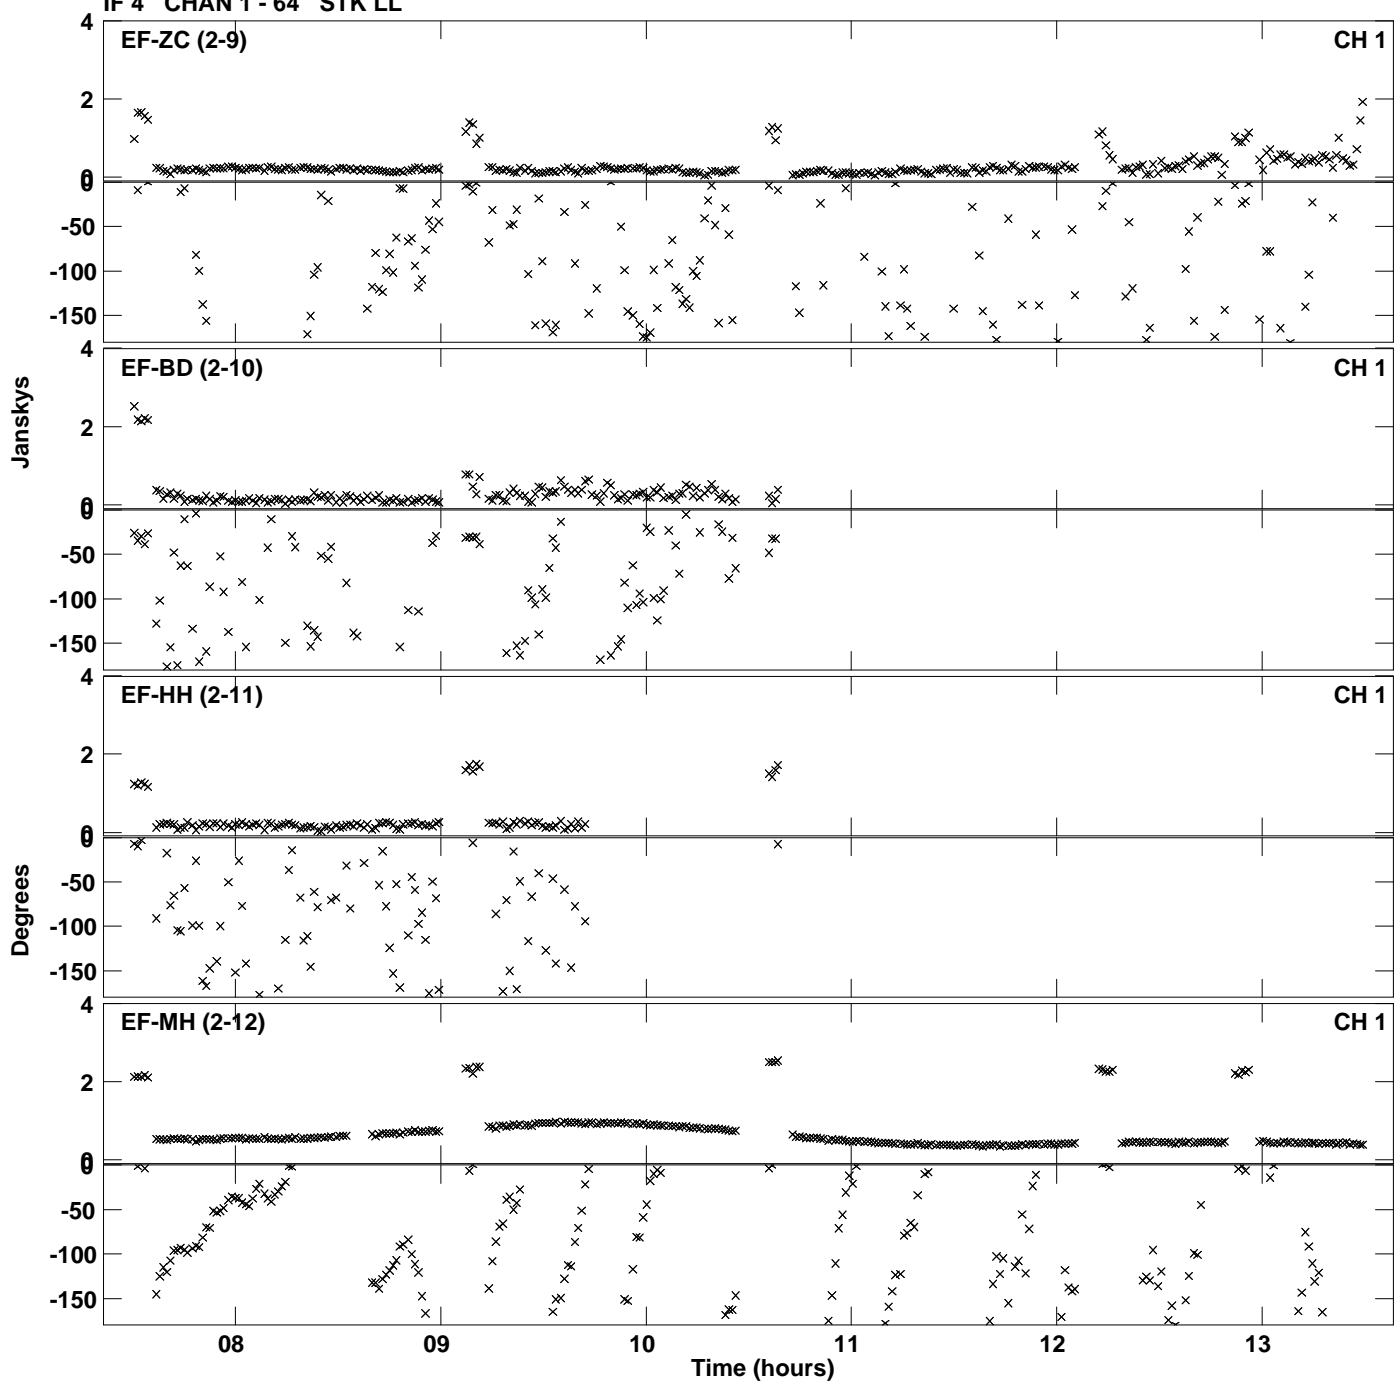 IF 4 CHAN 1 - 64 STK LL
4
EF-ZC (2-9)
CH 1
2
0
0
-50
-100
-150
4
EF-BD (2-10)
CH 1
2
0
0
-50
-100
-150
Janskys
4
EF-HH (2-11)
CH 1
2
0
0
-50
-100
-150
Degrees
4
EF-MH (2-12)
CH 1
2
0
0
-50
-100
-150
08 09 10 11 12 13
Time (hours)